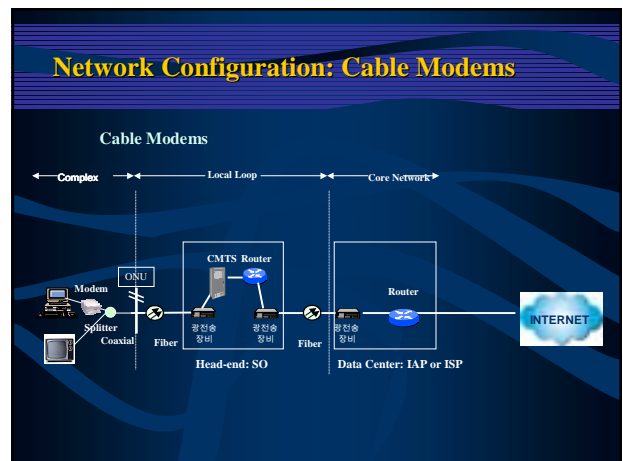 Network Configuration: Cable Modems
Cable Modems
Complex
Local Loop
Core Network
CMTS Router
ONU
Modem
Router
INTERNET
Splitter
광전송
장비
광전송
장비
광전송
장비
Coaxial
Fiber
Fiber
Head-end: SO
Data Center: IAP or ISP